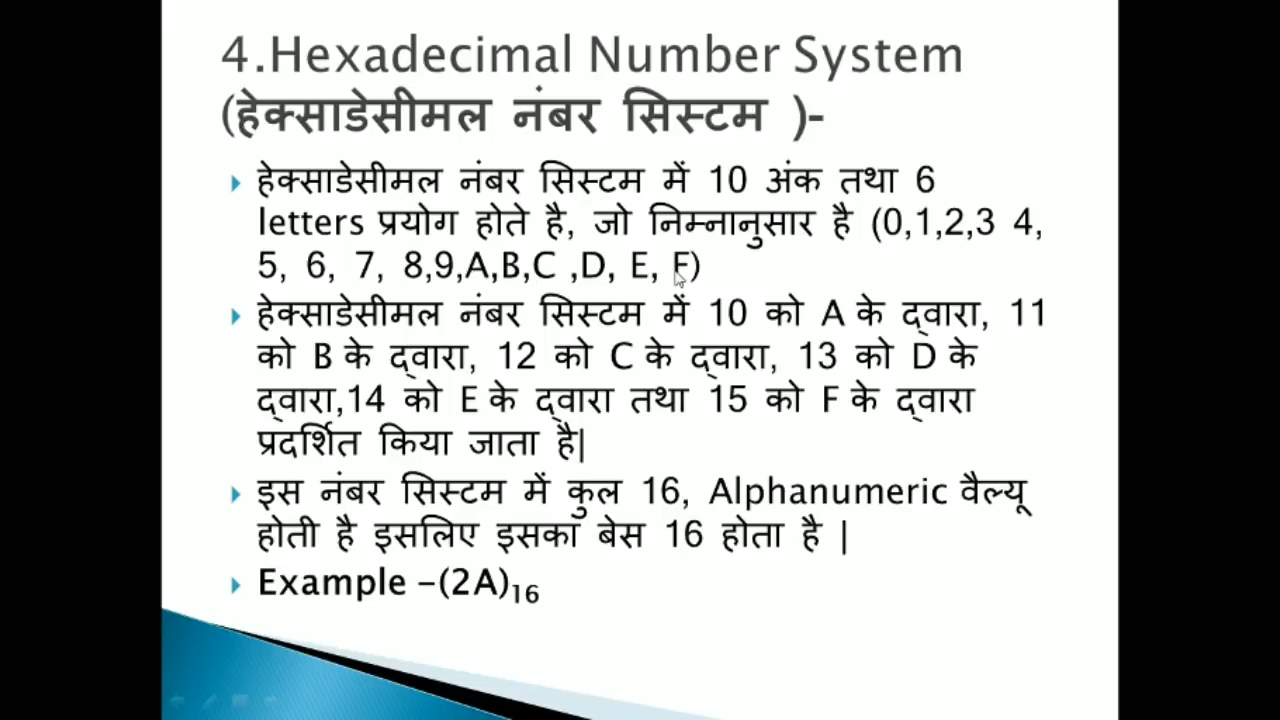 4.Hexadecimal Number System
(हेक्साडेसीमल नंबर सिस्टम )-
हेक्साडेसीमल नंबर सिस्टम में 10 अंक तथा 6
letters प्रयोग होते है, जो निम्नानुसार है (0,1,2,3 4,
5, 6, 7, 8,9,A,B,C ,D, E, F)
हेक्साडेसीमल नंबर सिस्टम में 10 को A के द्वारा, 11
को B के द्वारा, 12 को C के द्वारा, 13 को D के
द्वारा,14 को E के द्वारा तथा 15 को F के द्वारा
प्रदर्शित किया जाता है|
इस नंबर सिस्टम में कुल 16, Alphanumeric वैल्यू
होती है इसलिए इसका बेस 16 होता है |
Example –(2A)₁₆